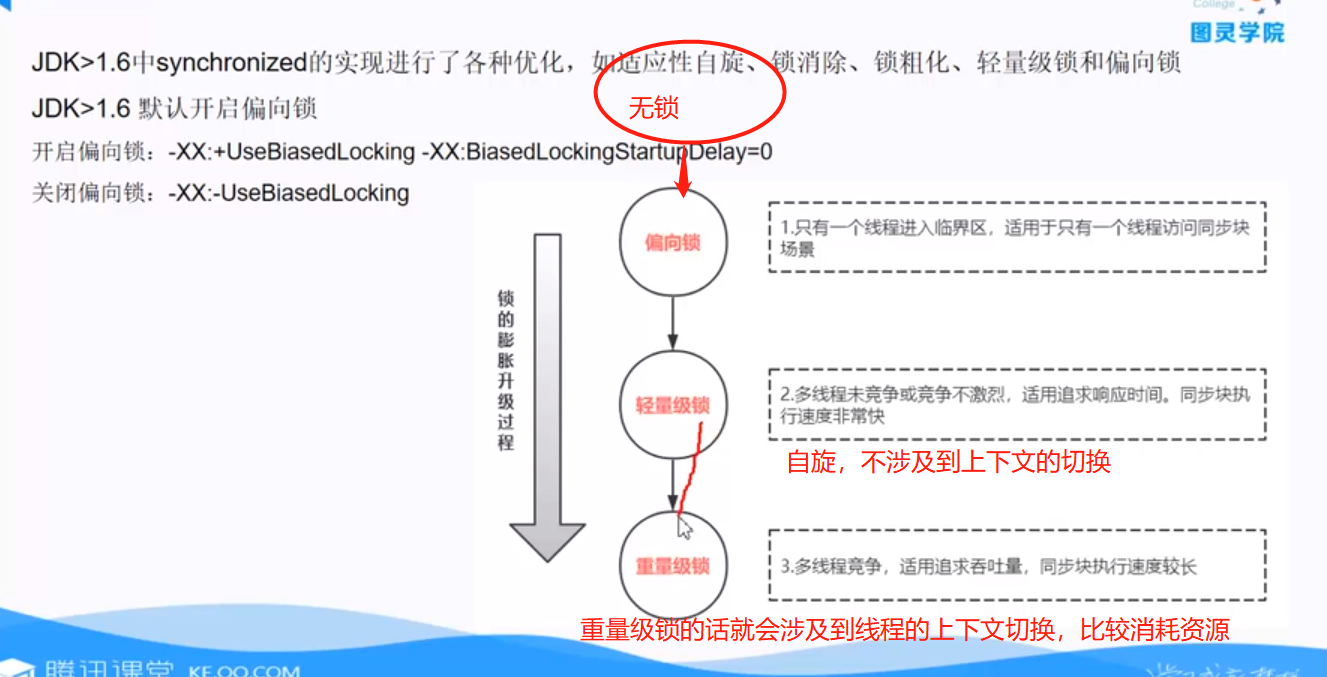 College
图灵学院
JDK>1.6中synchronized的实现进行了各种优化，如适应性自旋、锁消除、锁粗化、轻量级锁和偏向锁
JDK>1.6 默认开启偏向锁
无锁
开启偏向锁：-XX:+UseBiasedLocking -XX:BiasedLockingStartupDelay=0
关闭偏向锁：-XX:-UseBiasedLocking
锁的膨胀升级过程
偏向锁
1.只有一个线程进入临界区，适用于只有一个线程访问同步块
场景
轻量级锁
2.多线程未竞争或竞争不激烈，适用追求响应时间。同步块执
行速度非常快
自旋，不涉及到上下文的切换
重量级锁
3.多线程竞争，适用追求吞吐量，同步块执行速度较长
重量级锁的话就会涉及到线程的上下文切换，比较消耗资源
腾讯课堂 KE.QQ.COM